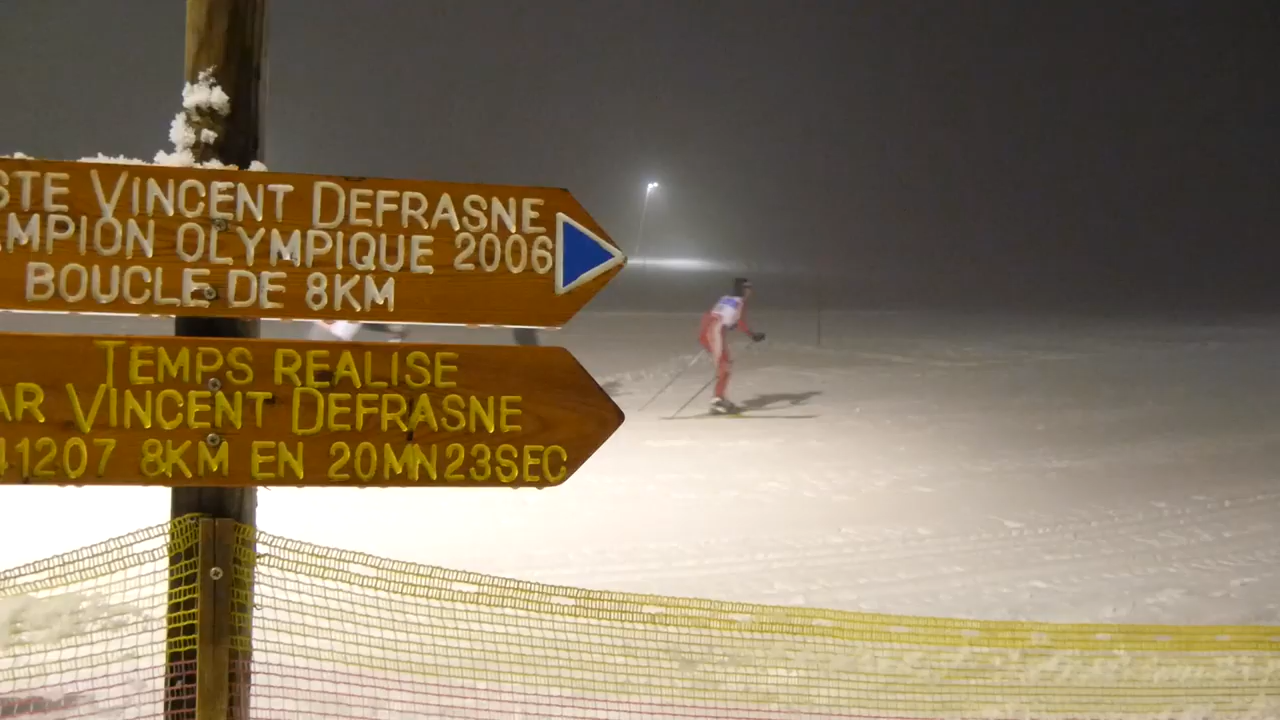 STE VINCENT DEFRASNE
MPION OLYMPIQUE 2006
BOUCLE DE 8KM
TEMPS REALISE
AR VINCENT DEFRASNE
41207 8KM EN 20MN23SEC